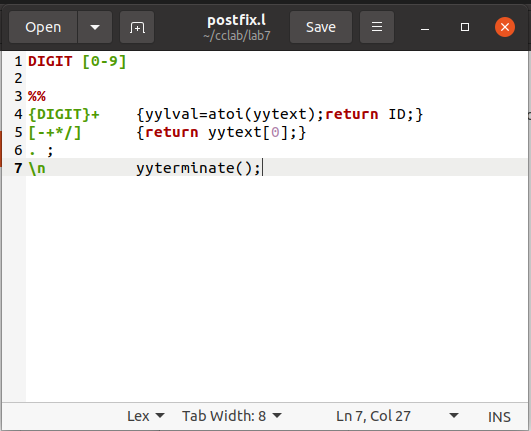 Open postfix.l Save
~/cclab/lab7
1 DIGIT [0-9]
2
3 %%
4 {DIGIT}+ {yylval=atoi(yytext);return ID;}
5 [-+*/] {return yytext[0];}
6 . ;
7 \n yyterminate();
Lex Tab Width: 8 Ln 7, Col 27 INS